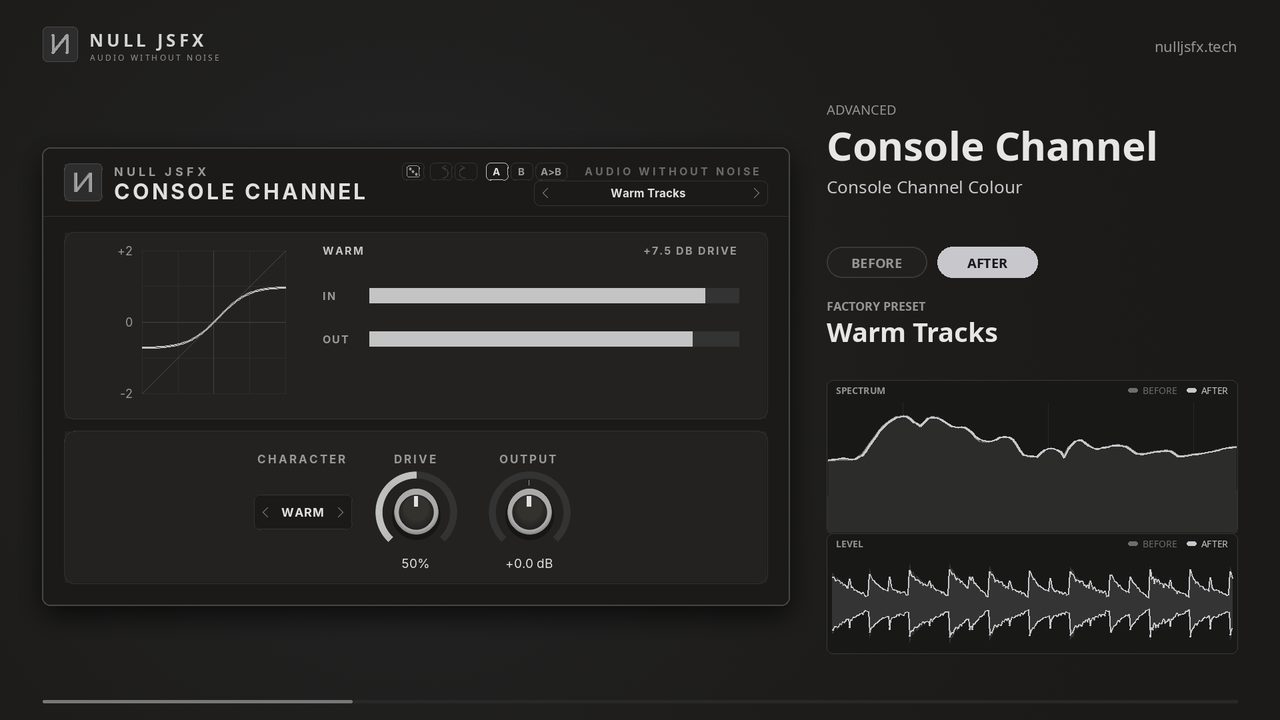 NULL JSFX
AUDIO WITHOUT NOISE
nulljsfx.tech
NULL JSFX
CONSOLE CHANNEL
A B A>B
AUDIO WITHOUT NOISE
Warm Tracks
+2
0
-2
WARM
+7.5 DB DRIVE
IN
OUT
CHARACTER
DRIVE
OUTPUT
WARM
50%
+0.0 dB
ADVANCED
Console Channel
Console Channel Colour
BEFORE
AFTER
FACTORY PRESET
Warm Tracks
SPECTRUM
BEFORE
AFTER
LEVEL
BEFORE
AFTER